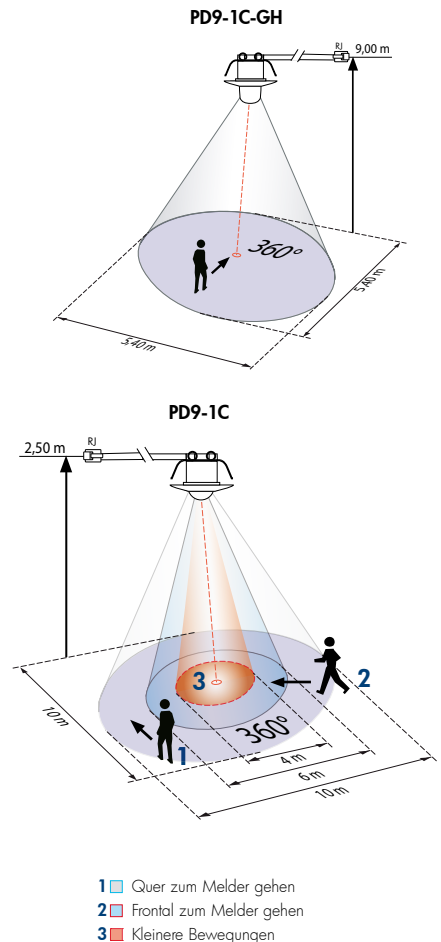 PD9-1C-GH
RJ
9,00 m
360°
5,40 m
5,40 m
PD9-1C
2,50 m
RJ
3
2
1
360°
10 m
4 m
6 m
10 m
1 Quer zum Melder gehen
2 Frontal zum Melder gehen
3 Kleinere Bewegungen